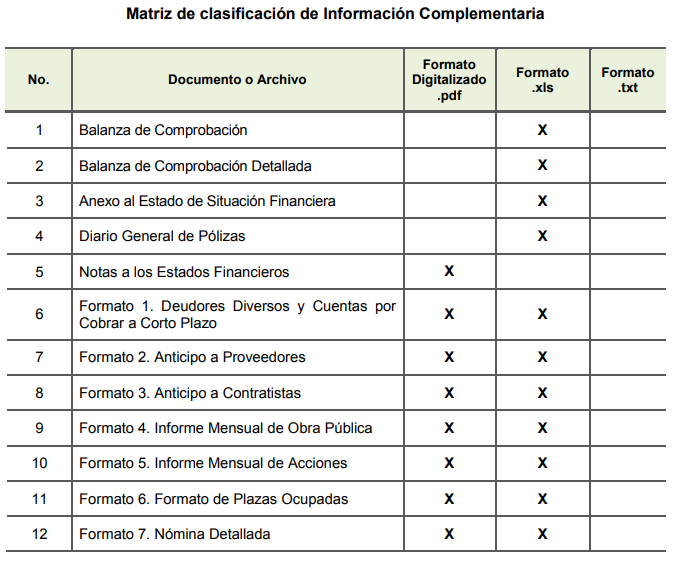 Matriz de clasificación de Información Complementaria
No. Documento o Archivo Formato Digitalizado .pdf Formato .xls Formato .txt
1 Balanza de Comprobación X
2 Balanza de Comprobación Detallada X
3 Anexo al Estado de Situación Financiera X
4 Diario General de Pólizas X
5 Notas a los Estados Financieros X
6 Formato 1. Deudores Diversos y Cuentas por
Cobrar a Corto Plazo X X
7 Formato 2. Anticipo a Proveedores X X
8 Formato 3. Anticipo a Contratistas X X
9 Formato 4. Informe Mensual de Obra Pública X X
10 Formato 5. Informe Mensual de Acciones X X
11 Formato 6. Formato de Plazas Ocupadas X X
12 Formato 7. Nómina Detallada X X